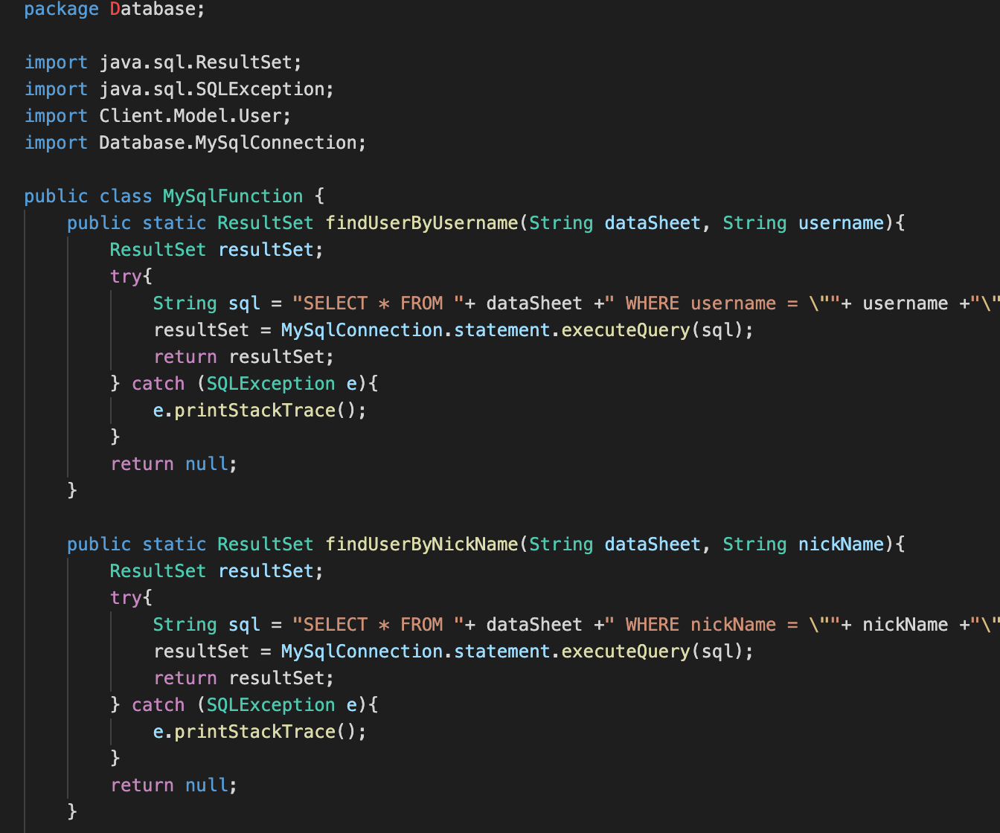 package Database;
import java.sql.ResultSet;
import java.sql.SQLException;
import Client.Model.User;
import Database.MySqlConnection;
public class MySqlFunction {
public static ResultSet findUserByUsername(String dataSheet, String username){
ResultSet resultSet;
try{
String sql = "SELECT * FROM "+ dataSheet +" WHERE username = \""+ username +"\"
resultSet = MySqlConnection.statement.executeQuery(sql);
return resultSet;
} catch (SQLException e){
e.printStackTrace();
}
return null;
}
public static ResultSet findUserByNickName(String dataSheet, String nickName){
ResultSet resultSet;
try{
String sql = "SELECT * FROM "+ dataSheet +" WHERE nickName = \""+ nickName +"\"
resultSet = MySqlConnection.statement.executeQuery(sql);
return resultSet;
} catch (SQLException e){
e.printStackTrace();
}
return null;
}